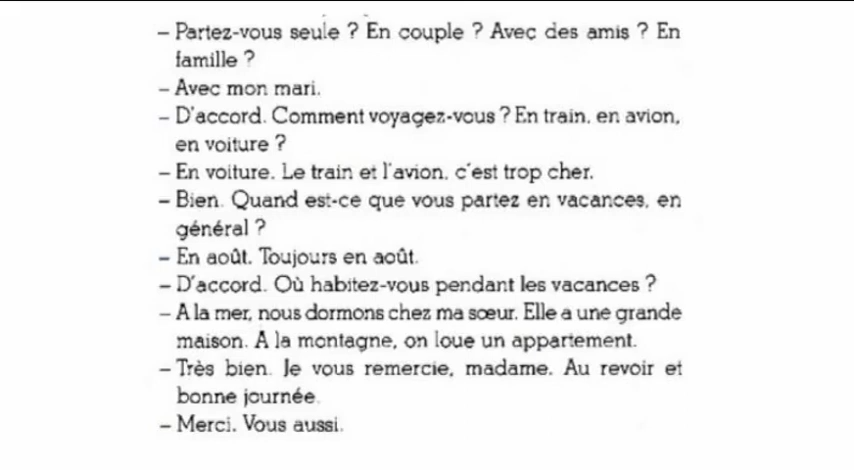 – Partez-vous seule ? En couple ? Avec des amis ? En
famille ?
– Avec mon mari.
– D'accord. Comment voyagez-vous ? En train, en avion,
en voiture ?
– En voiture. Le train et l'avion, c'est trop cher.
– Bien. Quand est-ce que vous partez en vacances, en
général ?
– En août. Toujours en août.
– D'accord. Où habitez-vous pendant les vacances ?
– A la mer, nous dormons chez ma sœur. Elle a une grande
maison. À la montagne, on loue un appartement.
– Très bien. Je vous remercie, madame. Au revoir et
bonne journée.
– Merci. Vous aussi.